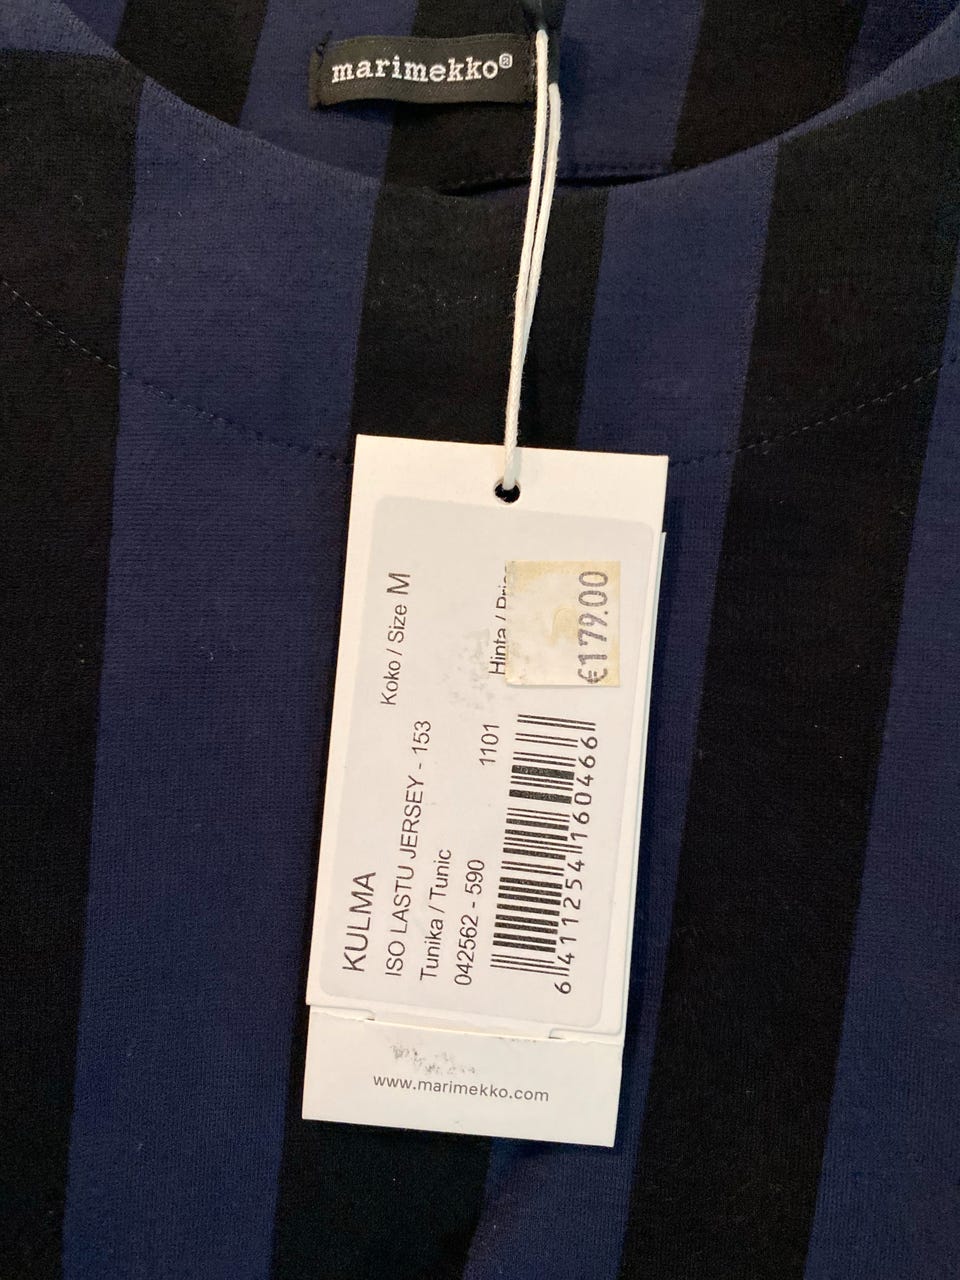 marimekko®
KULMA
ISO LASTU JERSEY - 153
Koko / Size M
Tunika / Tunic
042562 - 590
1101
Hinta /
€179.00
6 411254 160466
www.marimekko.com